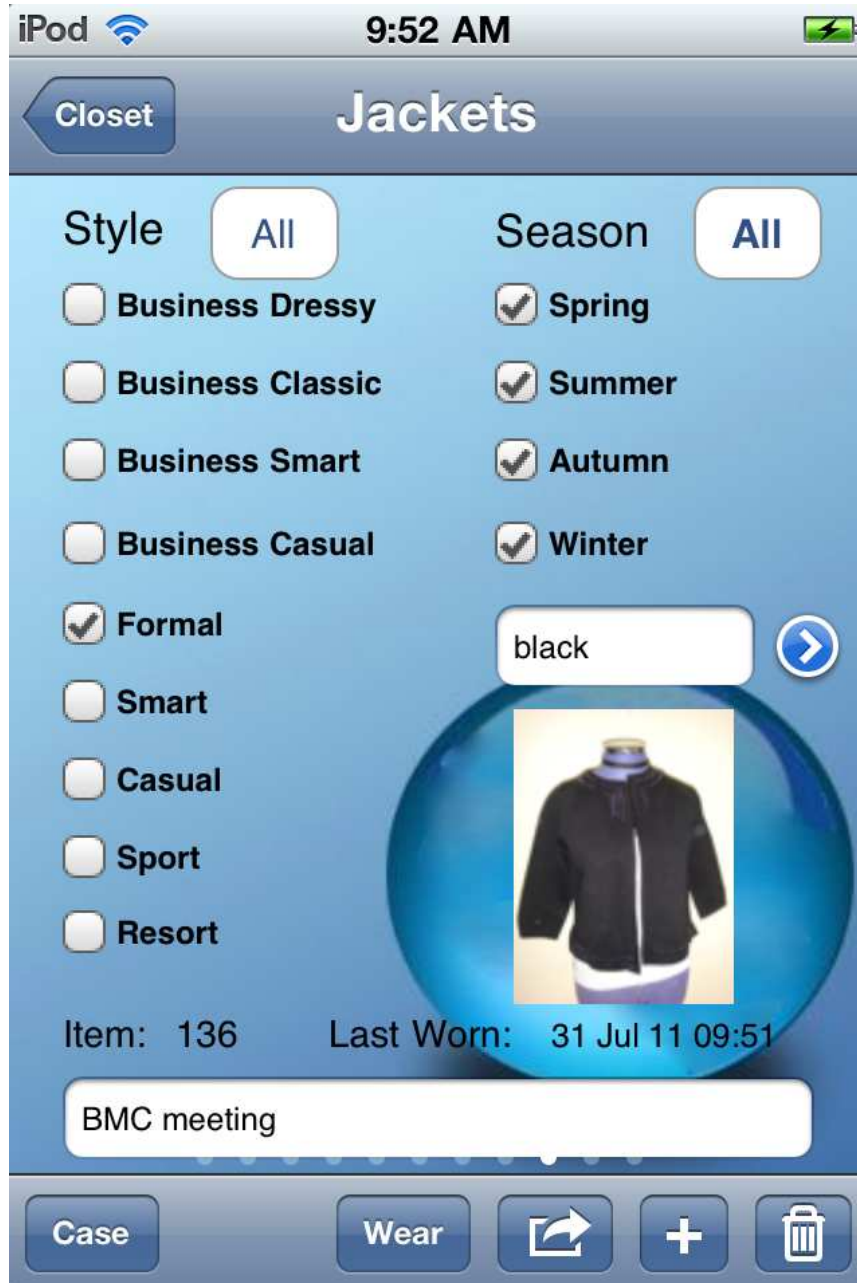 iPod 9:52 AM
Closet Jackets
Style All Season All
Business Dressy Spring
Business Classic Summer
Business Smart Autumn
Business Casual Winter
Formal
black
Smart
Casual
Sport
Resort
Item: 136 Last Worn: 31 Jul 11 09:51
BMC meeting
Case Wear